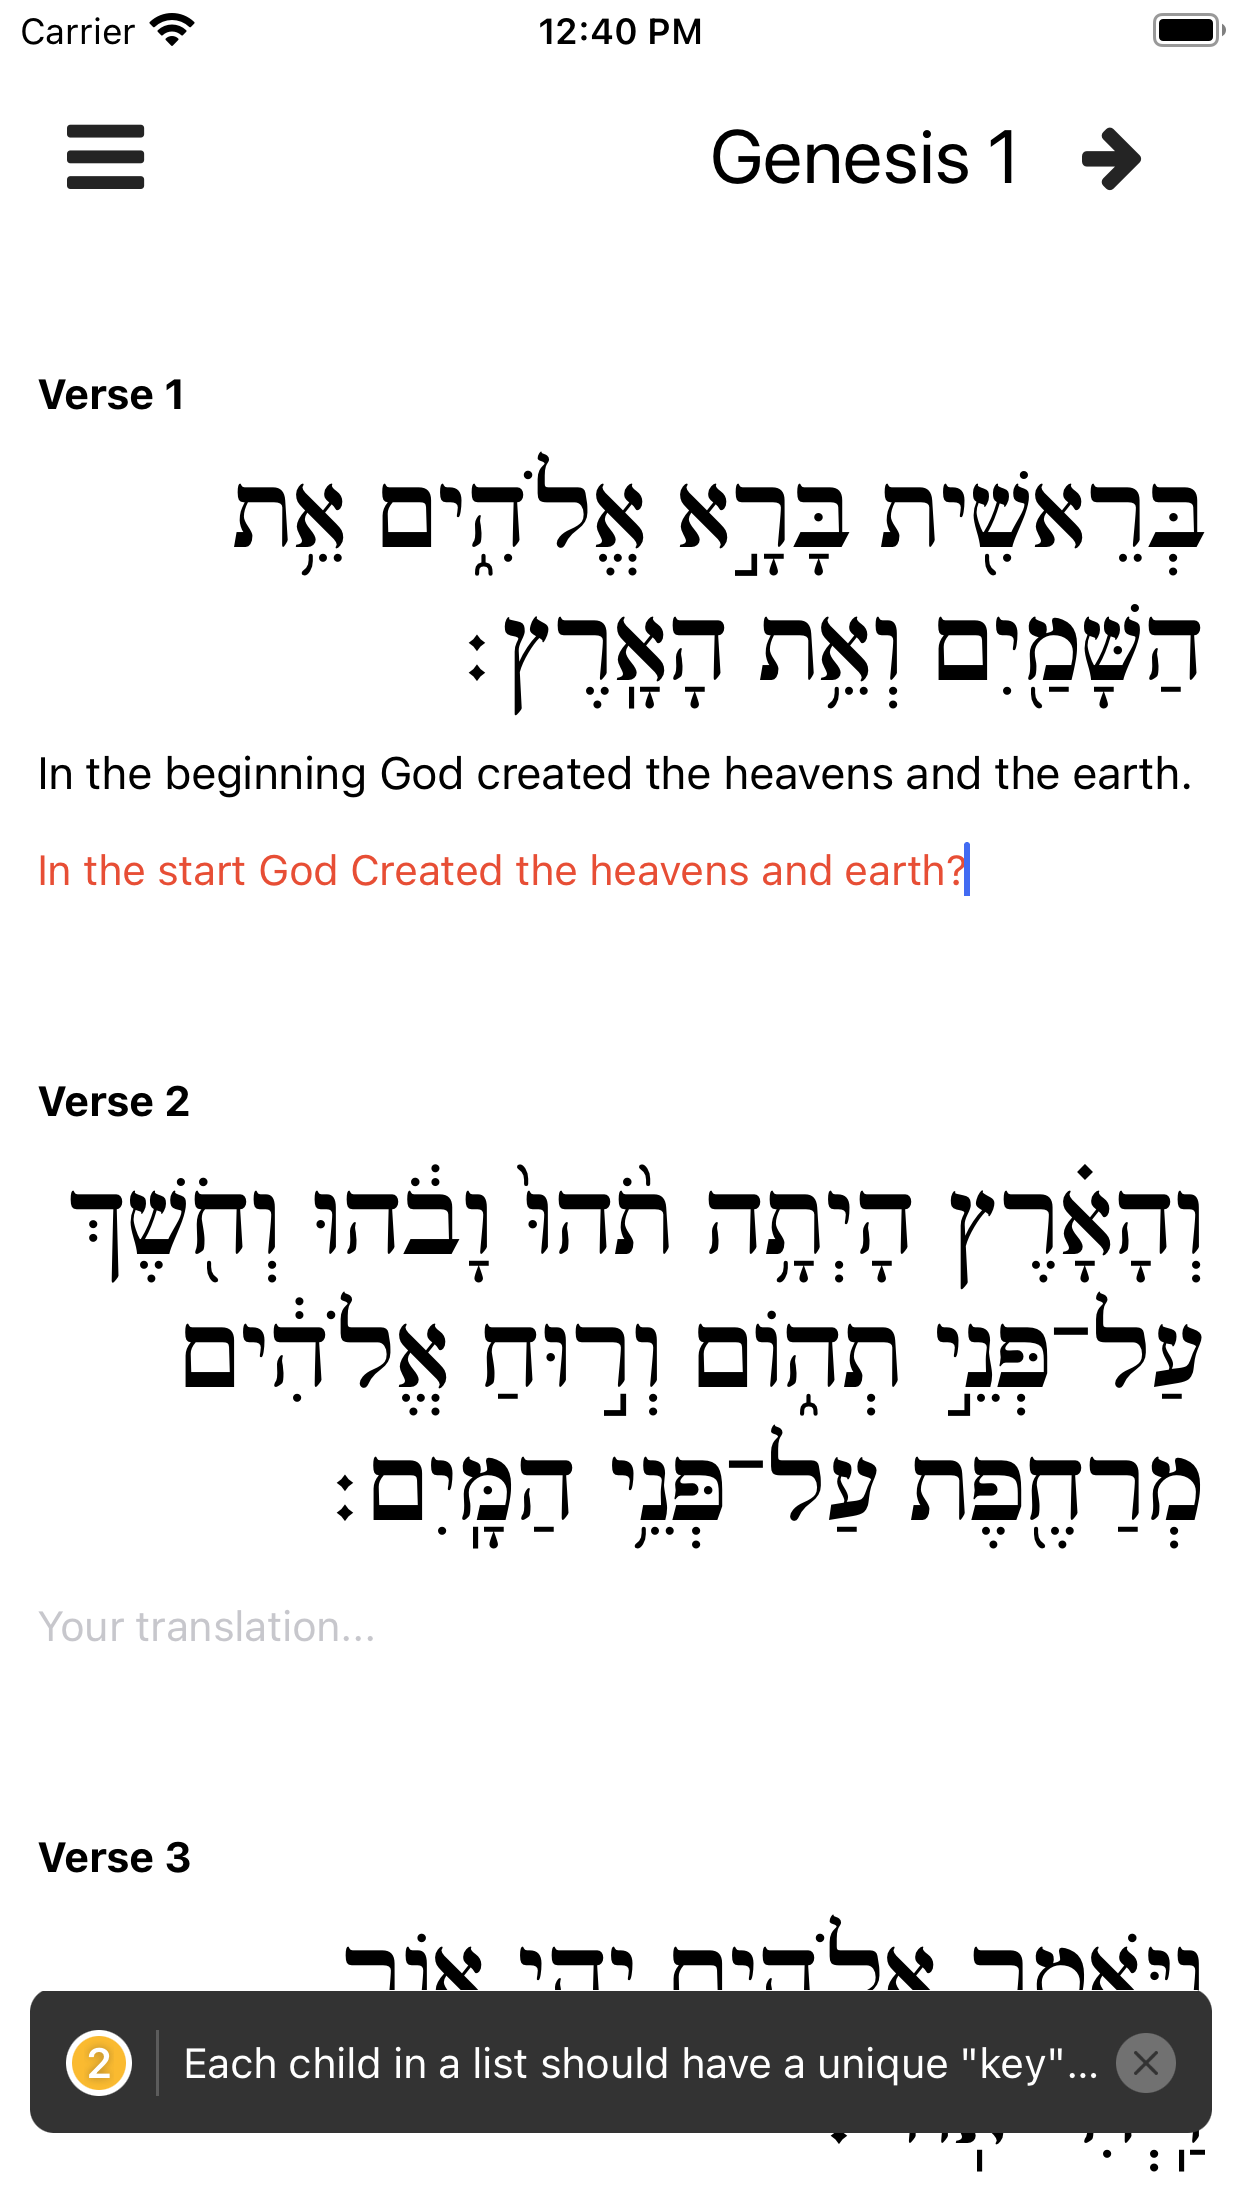 Carrier 12:40 PM
Genesis 1
Verse 1
בְּרֵאשִׁ֖ית בָּרָ֣א אֱלֹהִ֑ים אֵ֥ת
הַשָּׁמַ֖יִם וְאֵ֥ת הָאָֽרֶץ׃
In the beginning God created the heavens and the earth.
In the start God Created the heavens and earth?
Verse 2
וְהָאָ֗רֶץ הָיְתָ֥ה תֹ֙הוּ֙ וָבֹ֔הוּ וְחֹ֖שֶׁךְ
עַל־פְּנֵ֣י תְה֑וֹם וְר֣וּחַ אֱלֹהִ֔ים
מְרַחֶ֖פֶת עַל־פְּנֵ֥י הַמָּֽיִם׃
Your translation...
Verse 3
וַיֹּ֥אמֶר אֱלֹהִ֖ים יְהִ֣י א֑וֹר
2 Each child in a list should have a unique "key"...